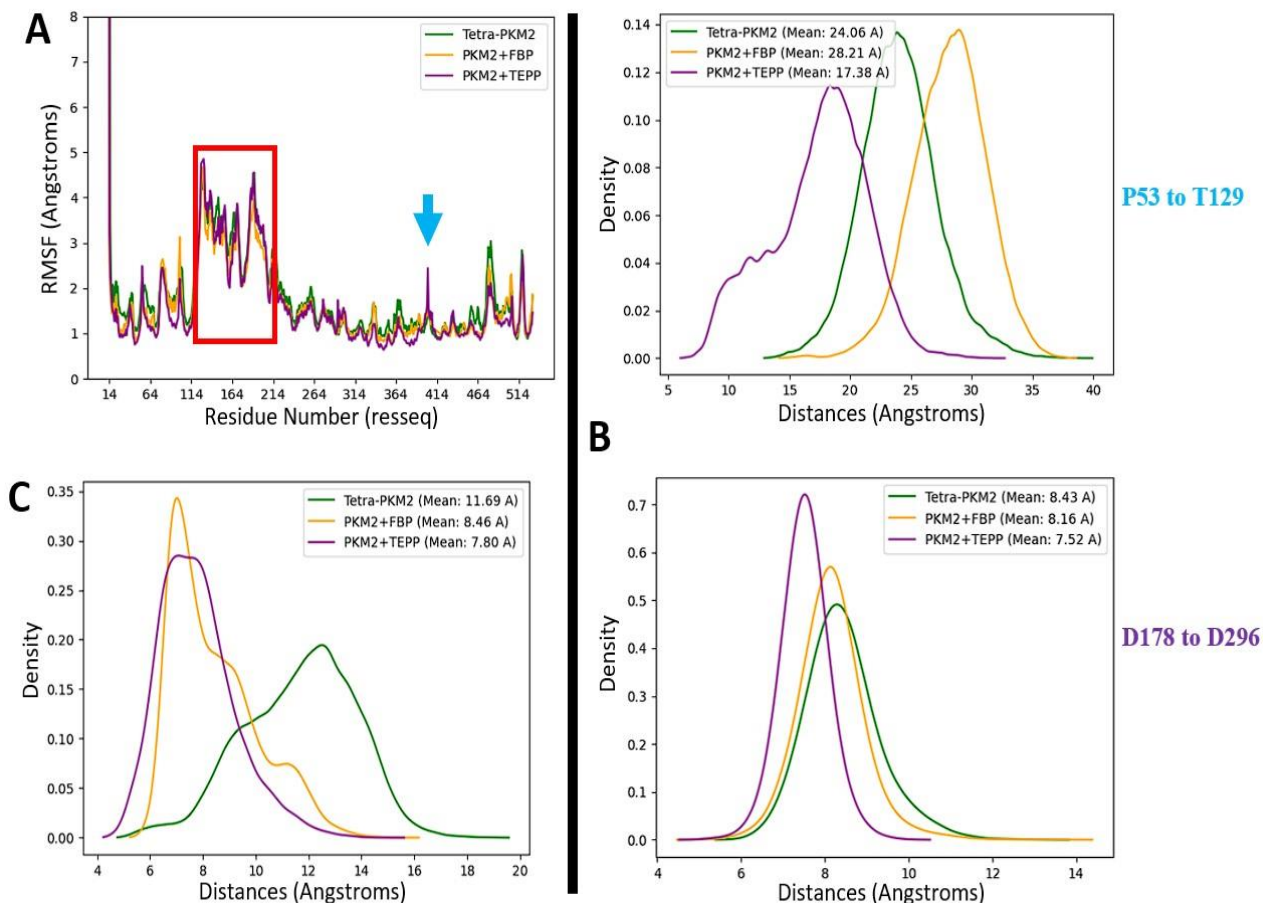 A
8
7
6
5
4
3
2
1
0
RMSF (Angstroms)
Tetra-PKM2
PKM2+FBP
PKM2+TEPP
14 64 114 164 214 264 314 364 414 464 514
Residue Number (resseq)
0.14
0.12
0.10
0.08
0.06
0.04
0.02
0.00
Density
Tetra-PKM2 (Mean: 24.06 A)
PKM2+FBP (Mean: 28.21 A)
PKM2+TEPP (Mean: 17.38 A)
5 10 15 20 25 30 35 40
Distances (Angstroms)
P53 to T129
B
C
0.35
0.30
0.25
0.20
0.15
0.10
0.05
0.00
Density
Tetra-PKM2 (Mean: 11.69 A)
PKM2+FBP (Mean: 8.46 A)
PKM2+TEPP (Mean: 7.80 A)
4 6 8 10 12 14 16 18 20
Distances (Angstroms)
0.7
0.6
0.5
0.4
0.3
0.2
0.1
0.0
Density
Tetra-PKM2 (Mean: 8.43 A)
PKM2+FBP (Mean: 8.16 A)
PKM2+TEPP (Mean: 7.52 A)
4 6 8 10 12 14
Distances (Angstroms)
D178 to D296